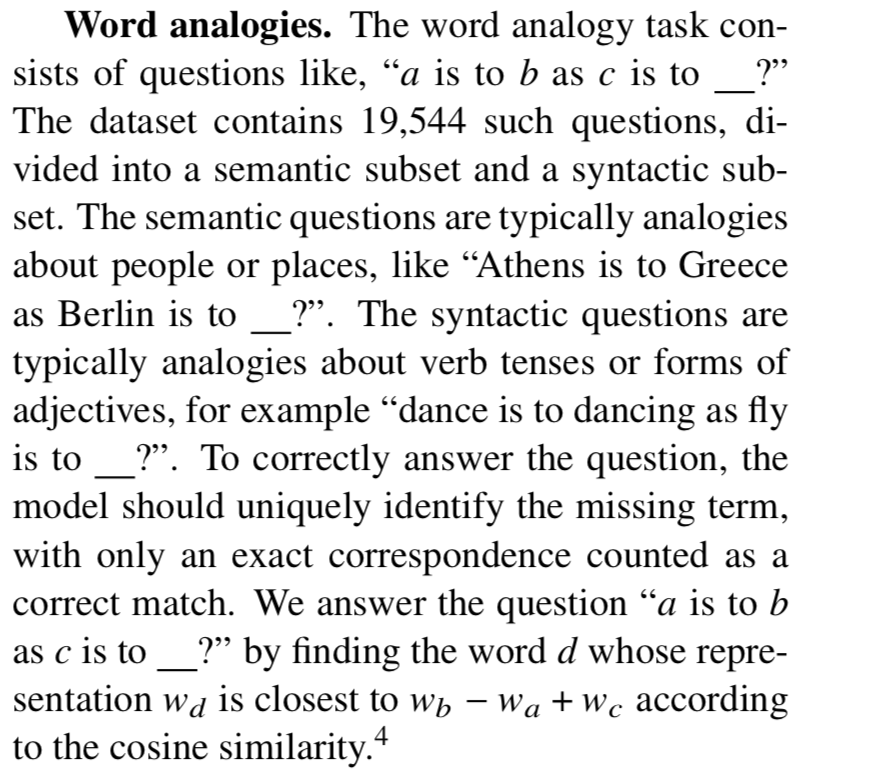 Word analogies. The word analogy task con-
sists of questions like, “a is to b as c is to __?”
The dataset contains 19,544 such questions, di-
vided into a semantic subset and a syntactic sub-
set. The semantic questions are typically analogies
about people or places, like “Athens is to Greece
as Berlin is to __?”. The syntactic questions are
typically analogies about verb tenses or forms of
adjectives, for example “dance is to dancing as fly
is to __?”. To correctly answer the question, the
model should uniquely identify the missing term,
with only an exact correspondence counted as a
correct match. We answer the question “a is to b
as c is to __?” by finding the word d whose repre-
sentation w_d is closest to w_b − w_a + w_c according
to the cosine similarity.⁴